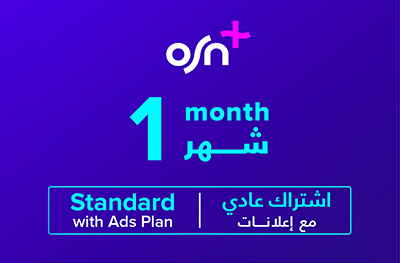 osn+
1 month
شهر
Standard
with Ads Plan
اشتراك عادي
مع إعلانات